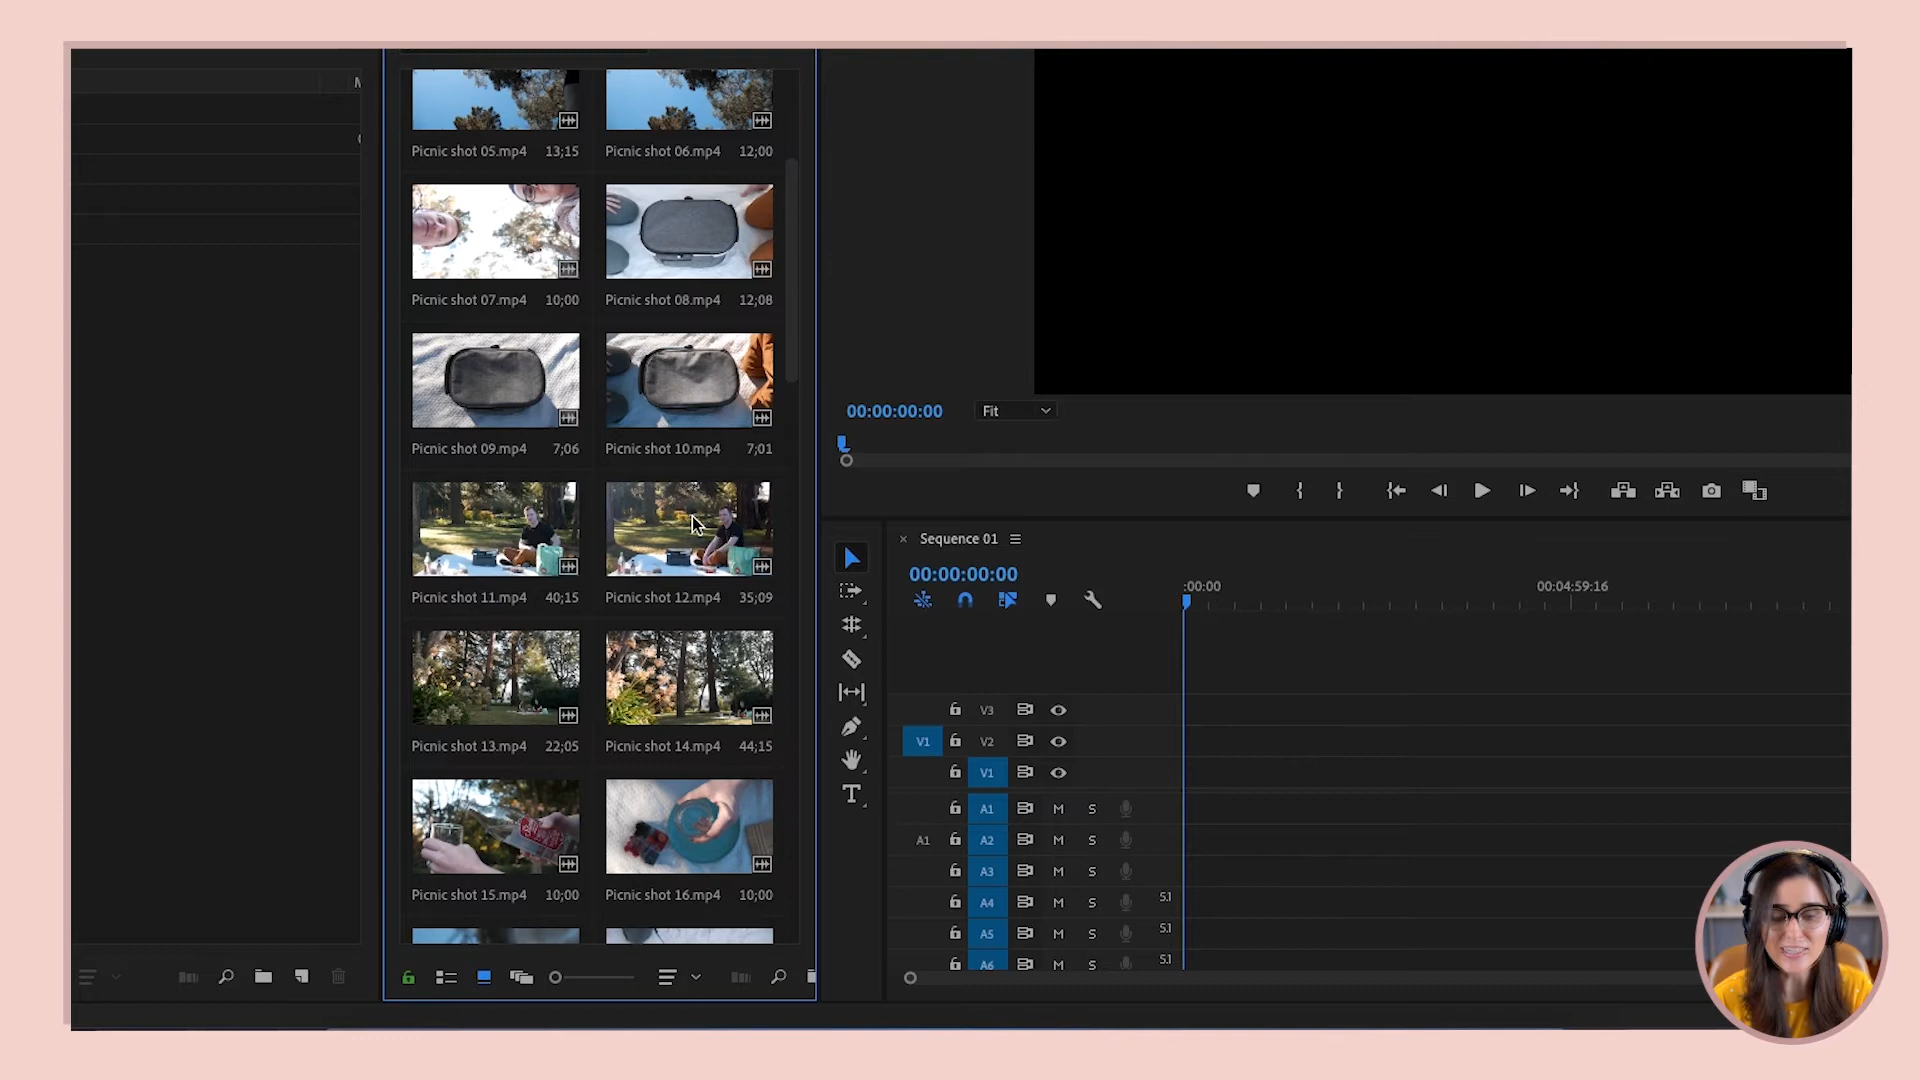 Picnic shot 05.mp4 13;15
Picnic shot 06.mp4 12;00
Picnic shot 07.mp4 10;00
Picnic shot 08.mp4 12;08
Picnic shot 09.mp4 7;06
Picnic shot 10.mp4 7;01
Picnic shot 11.mp4 40;15
Picnic shot 12.mp4 35;09
Picnic shot 13.mp4 22;05
Picnic shot 14.mp4 44;15
Picnic shot 15.mp4 10;00
Picnic shot 16.mp4 10;00
00:00:00:00 Fit
Sequence 01
00:00:00:00
:00:00 00:04:59:16
V3
V1 V2
V1
A1 M S
A1 A2 M S
A3 M S
A4 M S 5.1
A5 M S 5.1
A6 M S 5.1